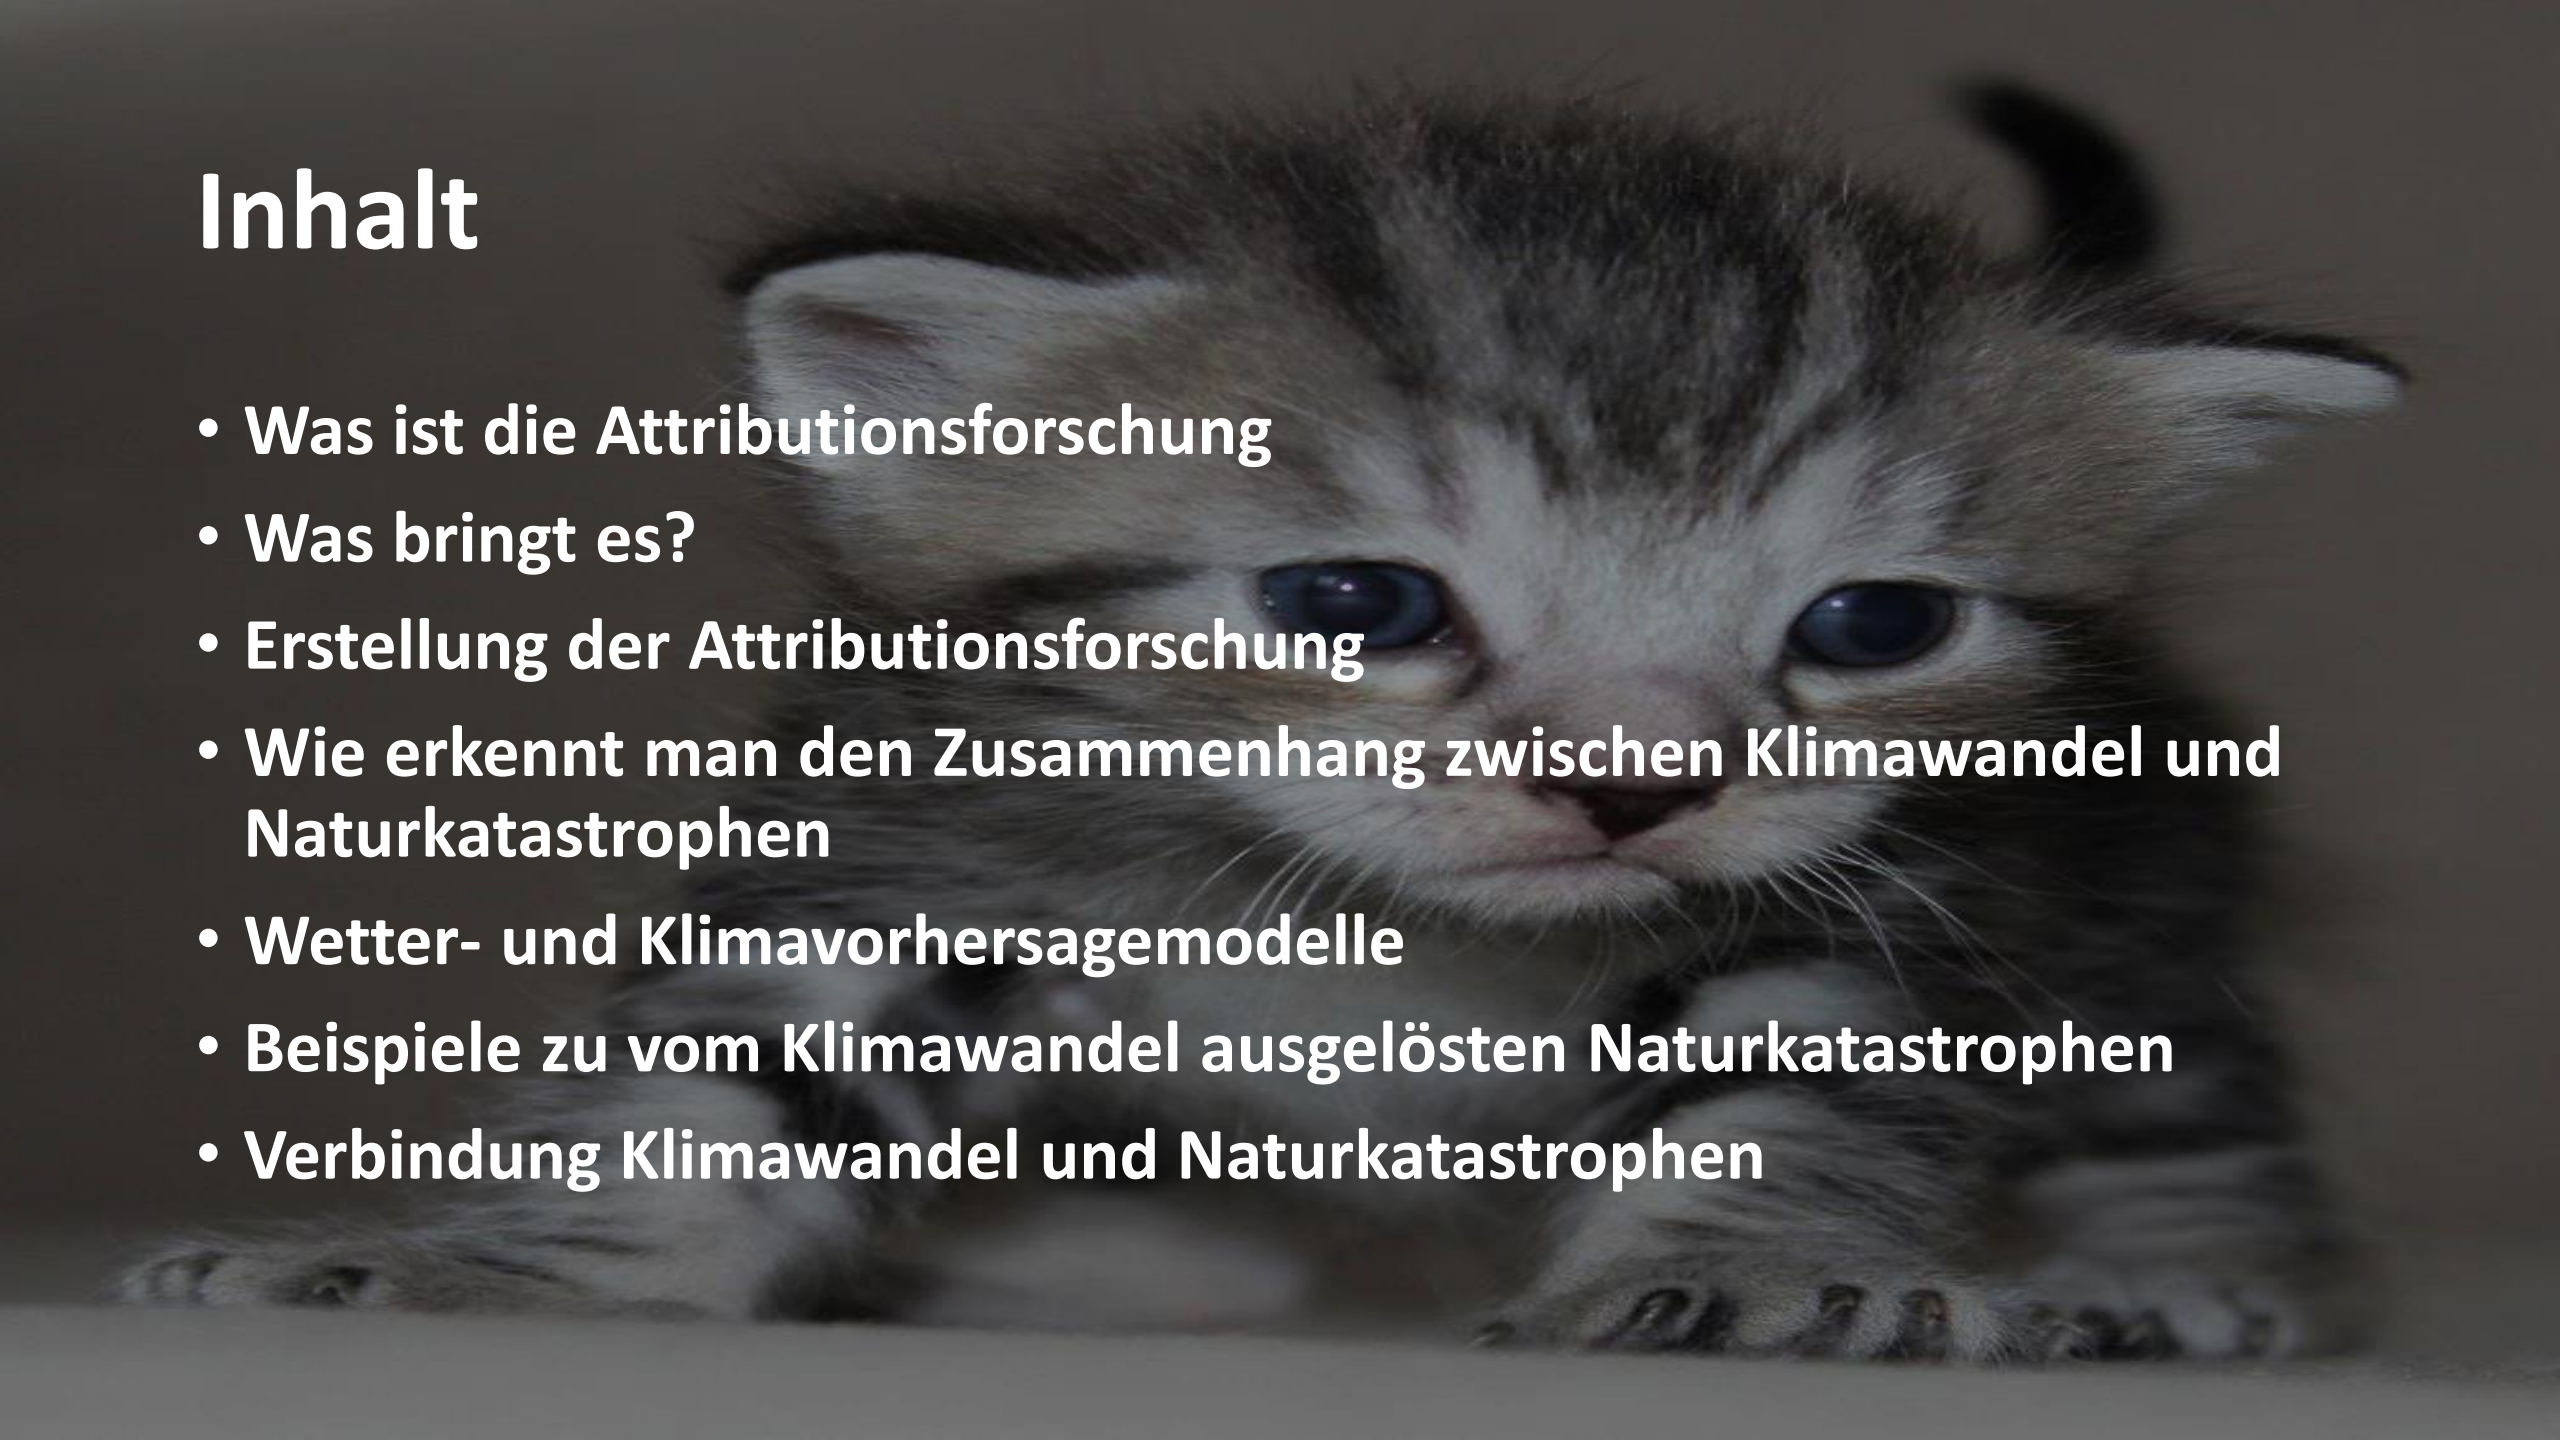 Inhalt
• Was ist die Attributionsforschung
• Was bringt es?
• Erstellung der Attributionsforschung
• Wie erkennt man den Zusammenhang zwischen Klimawandel und
Naturkatastrophen
• Wetter- und Klimavorhersagemodelle
• Beispiele zu vom Klimawandel ausgelösten Naturkatastrophen
• Verbindung Klimawandel und Naturkatastrophen